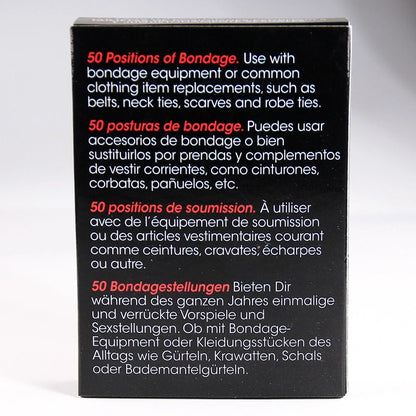 50 Positions of Bondage. Use with
bondage equipment or common
clothing item replacements, such as
belts, neck ties, scarves and robe ties.
50 posturas de bondage. Puedes usar
accesorios de bondage o bien
sustituirlos por prendas y complementos
de vestir corrientes, como cinturones,
corbatas, pañuelos, etc.
50 positions de soumission. À utiliser
avec de l'équipement de soumission
ou des articles vestimentaires courant
comme ceintures, cravates, écharpes
ou autre.
50 Bondagestellungen Bieten Dir
während des ganzen Jahres einmalige
und verrückte Vorspiele und
Sexstellungen. Ob mit Bondage-
Equipment oder Kleidungsstücken des
Alltags wie Gürteln, Krawatten, Schals
oder Bademantelgürteln.